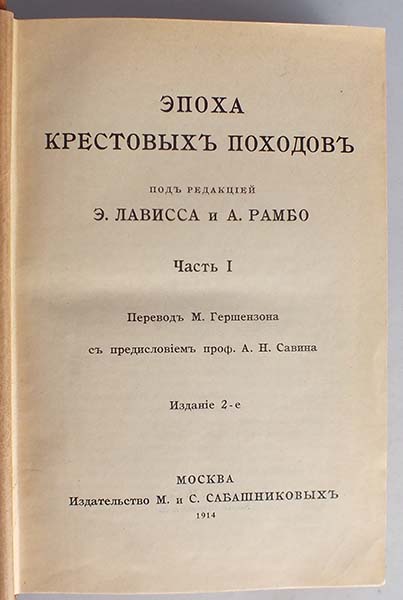 ЭПОХА
КРЕСТОВЫХЪ ПОХОДОВЪ
ПОДЪ РЕДАКЦІЕЙ
Э. ЛАВИССА и А. РАМБО
Часть I
Переводъ М. Гершензона
съ предисловіемъ проф. А. Н. Савина
Изданіе 2-е
МОСКВА
Издательство М. и С. САБАШНИКОВЫХЪ
1914